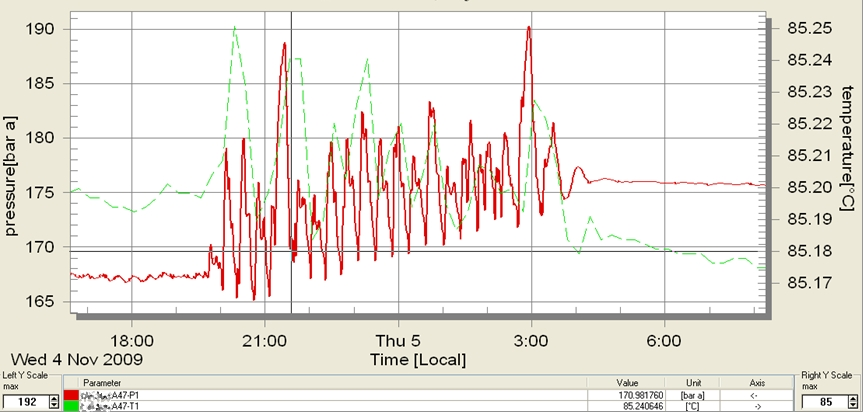 190
185
180
175
170
165
pressure[bar a]
85.25
85.24
85.23
85.22
85.21
85.20
85.19
85.18
85.17
temperature[°C]
18:00 21:00 Thu 5 3:00 6:00
Wed 4 Nov 2009 Time [Local]
Left Y Scale
max
192
Parameter Value Unit Axis
A47-P1 170.981760 [bar a] <-
A47-T1 85.240646 [°C] ->
Right Y Scale
max
85